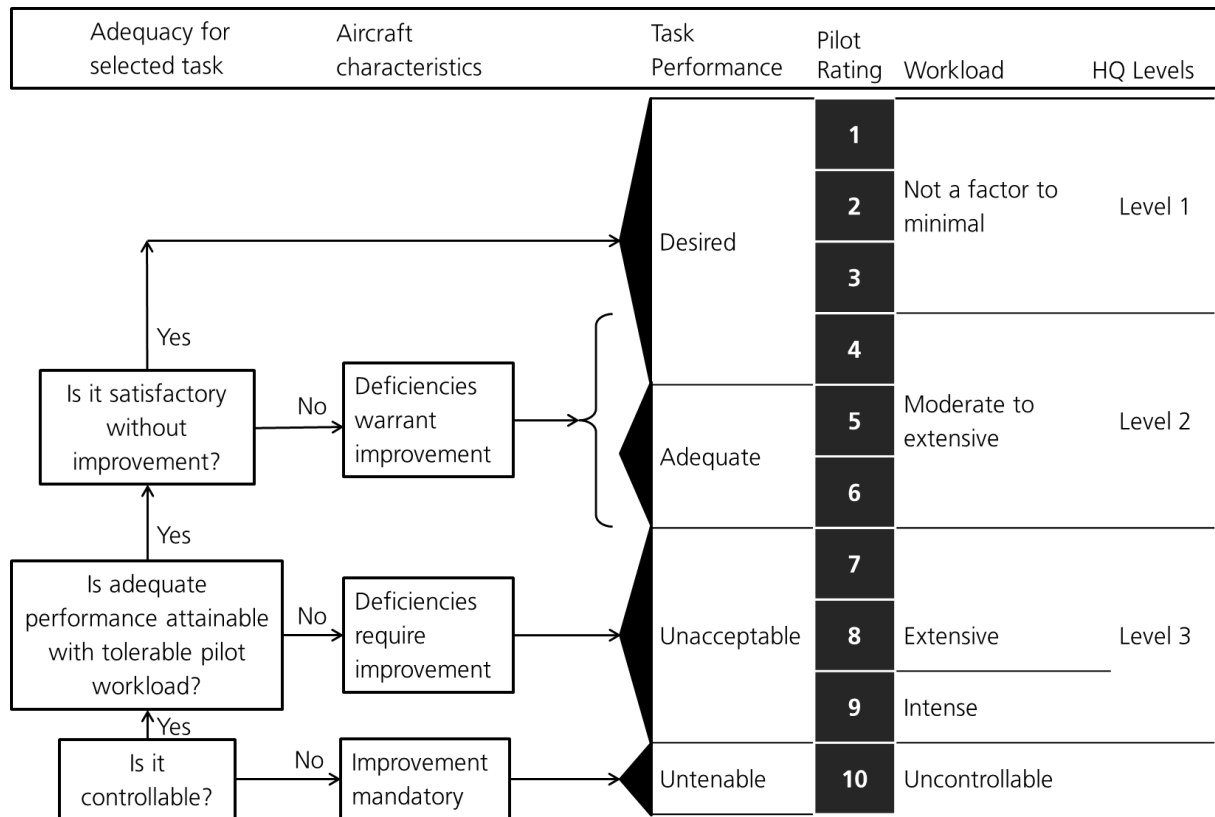 Adequacy for
selected task
Aircraft
characteristics
Task
Performance
Pilot
Rating
Workload
HQ Levels
1
2
3
4
5
6
7
8
9
10
Desired
Adequate
Unacceptable
Untenable
Not a factor to
minimal
Moderate to
extensive
Extensive
Intense
Uncontrollable
Level 1
Level 2
Level 3
Yes
Is it satisfactory
without
improvement?
No
Deficiencies
warrant
improvement
Yes
Is adequate
performance attainable
with tolerable pilot
workload?
No
Deficiencies
require
improvement
Yes
Is it
controllable?
No
Improvement
mandatory